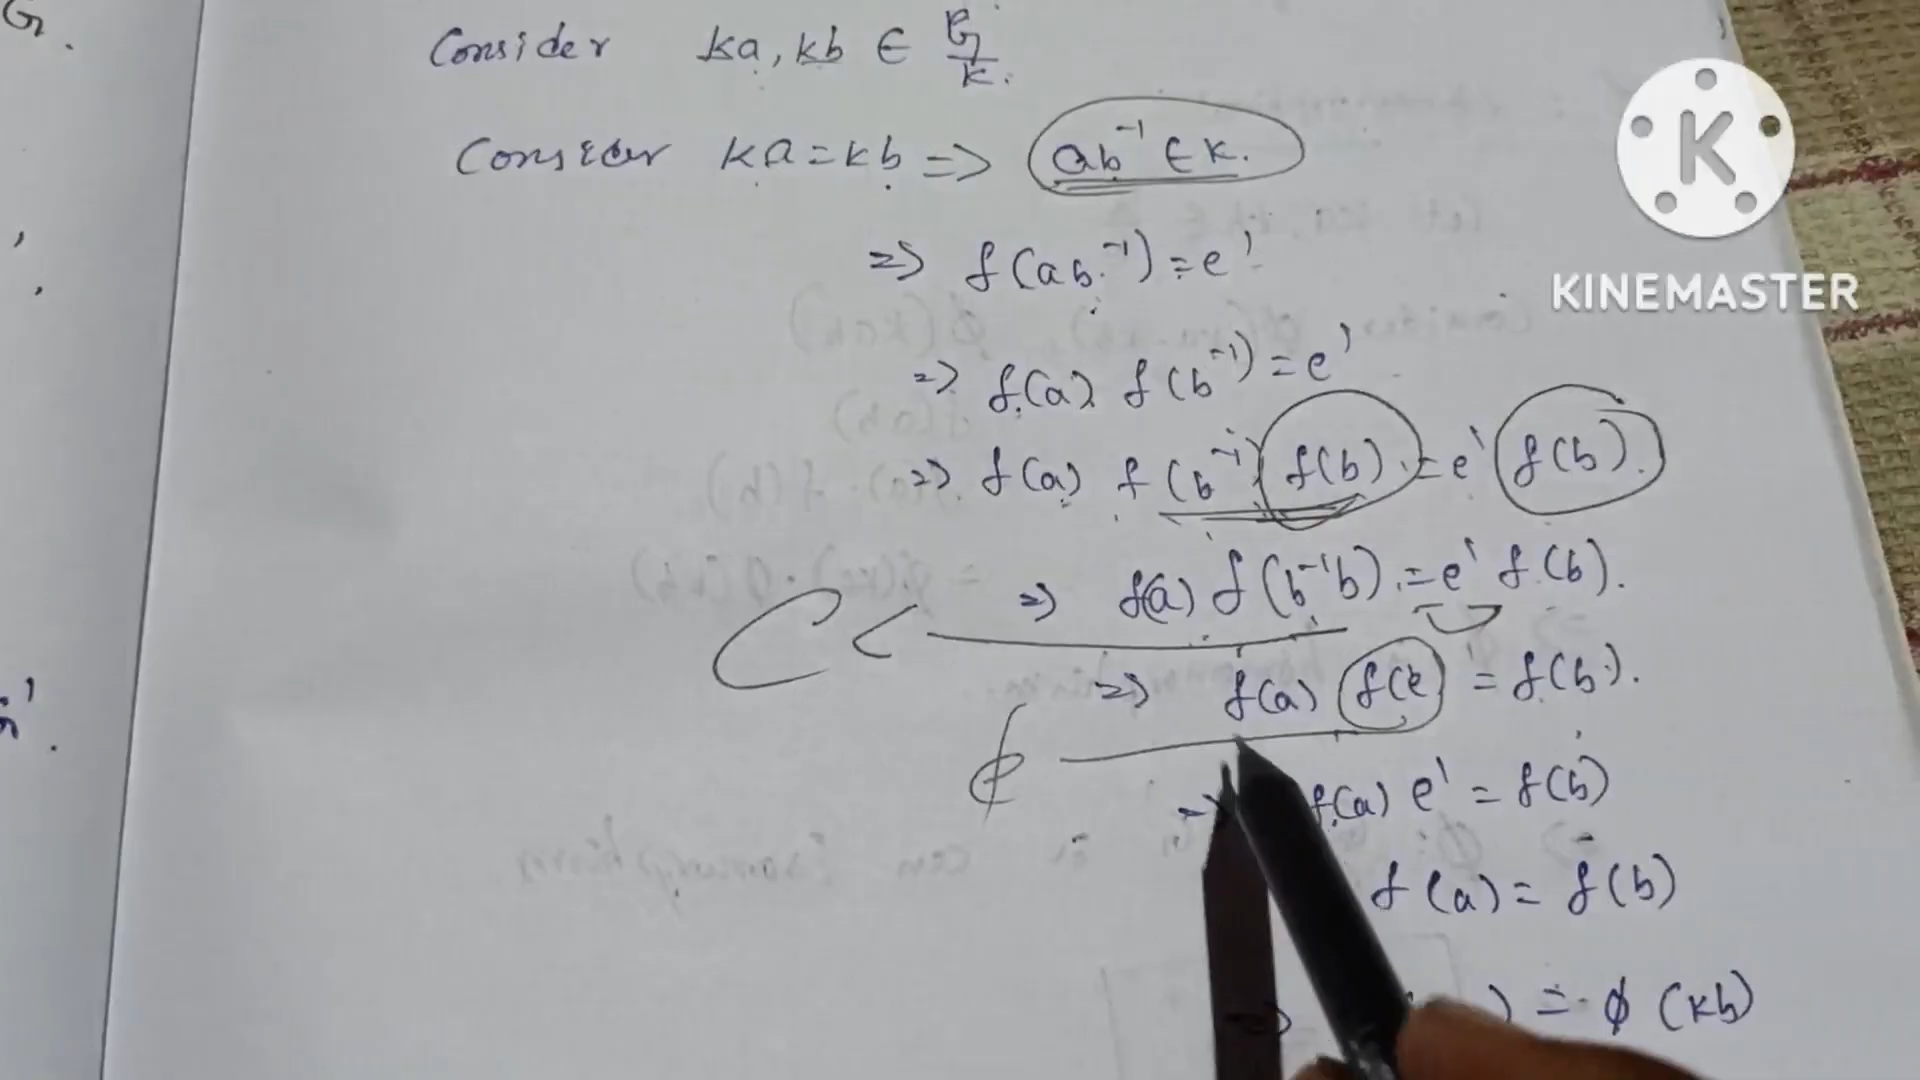 G.
Consider Ka, Kb ∈ G/K.
Consider Ka = Kb => ab⁻¹ ∈ K.
=> f(ab⁻¹) = e'
=> f(a) f(b⁻¹) = e'
=> f(a) f(b⁻¹) f(b) = e' f(b).
=> f(a) f(b⁻¹b) = e' f(b).
=> f(a) f(e = f(b).
=> f(a) e' = f(b)
f(a) = f(b)
=> ) = φ(Kb)
K
KINEMASTER